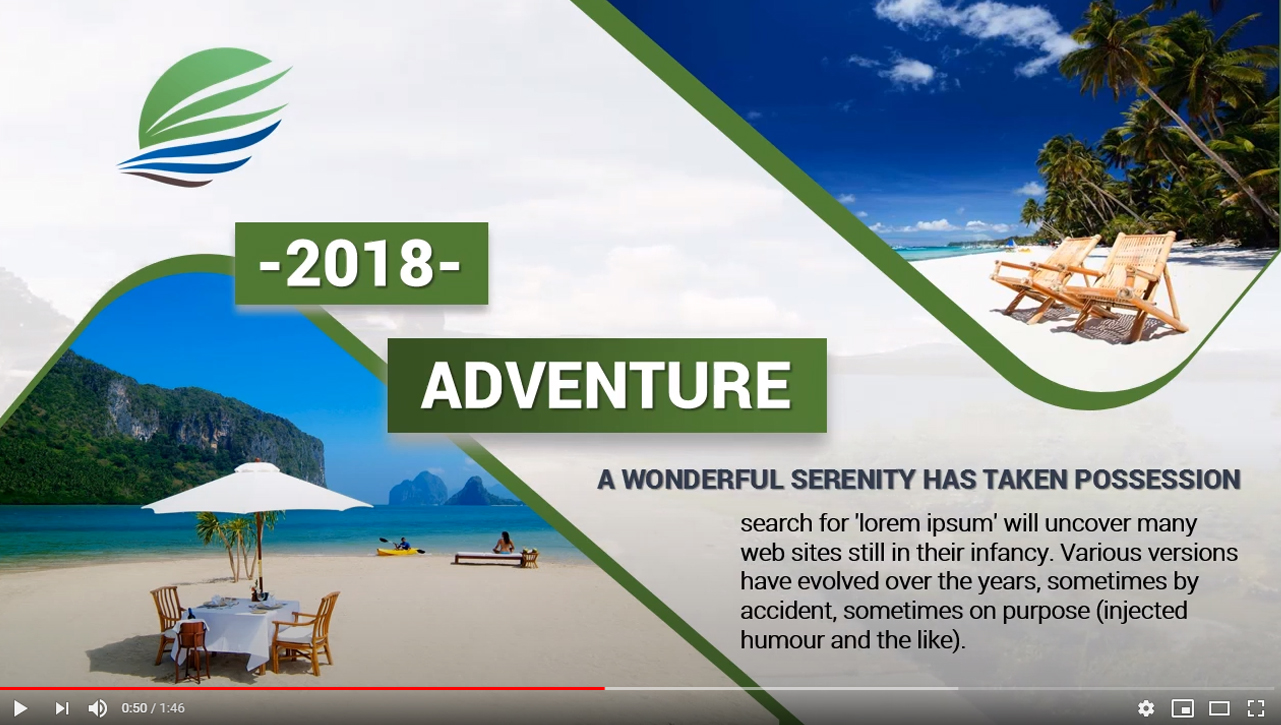 -2018-
ADVENTURE
A WONDERFUL SERENITY HAS TAKEN POSSESSION
search for 'lorem ipsum' will uncover many
web sites still in their infancy. Various versions
have evolved over the years, sometimes by
accident, sometimes on purpose (injected
humour and the like).
0:50 / 1:46